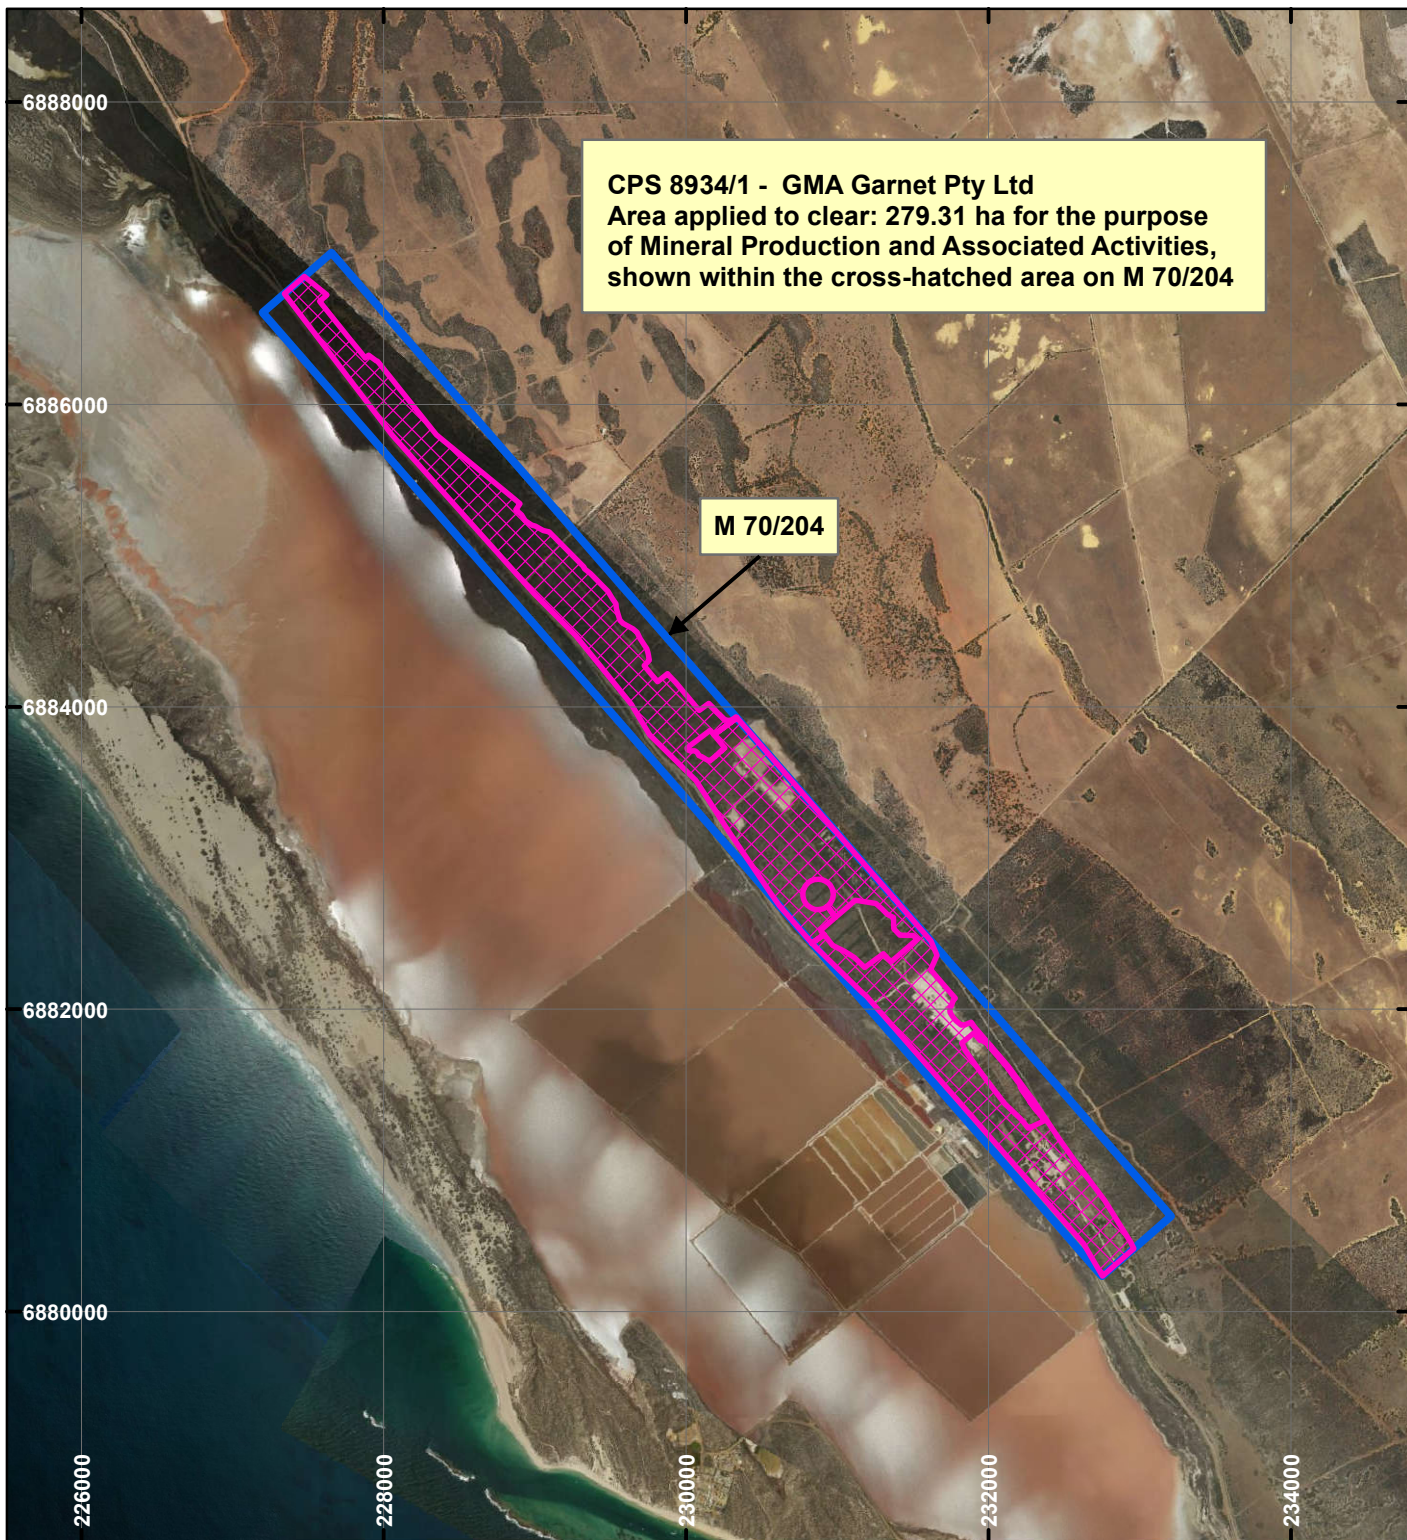 6888000
CPS 8934/1 - GMA Garnet Pty Ltd
Area applied to clear: 279.31 ha for the purpose
of Mineral Production and Associated Activities,
shown within the cross-hatched area on M 70/204
6886000
M 70/204
6884000
6882000
6880000
226000
228000
230000
232000
234000